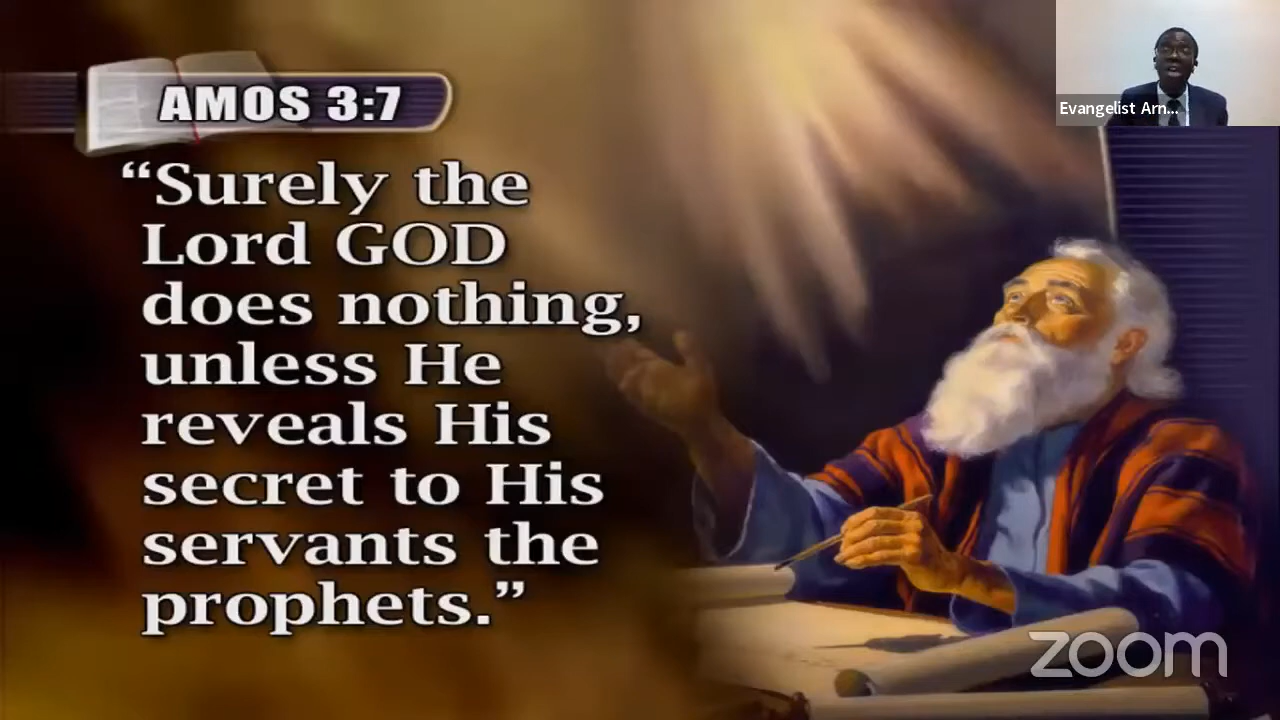 AMOS 3:7
“Surely the
Lord GOD
does nothing,
unless He
reveals His
secret to His
servants the
prophets.”
Evangelist Arn...
zoom